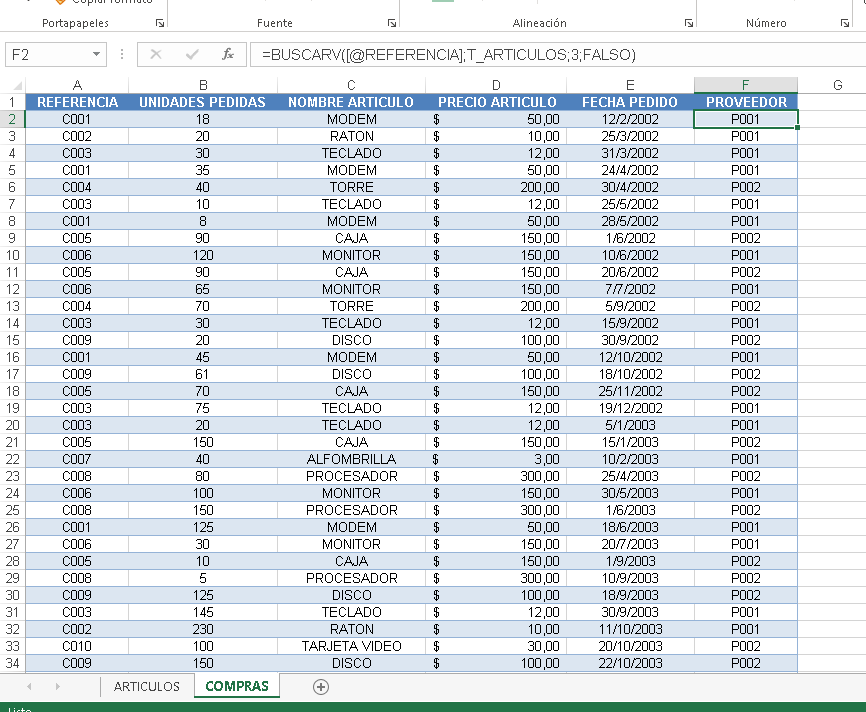 Copiar formato
Portapapeles Fuente Alineación Número
F2 fx =BUSCARV([@REFERENCIA];T_ARTICULOS;3;FALSO)
A B C D E F G
1 REFERENCIA UNIDADES PEDIDAS NOMBRE ARTICULO PRECIO ARTICULO FECHA PEDIDO PROVEEDOR
2 C001 18 MODEM $ 50,00 12/2/2002 P001
3 C002 20 RATON $ 10,00 25/3/2002 P001
4 C003 30 TECLADO $ 12,00 31/3/2002 P001
5 C001 35 MODEM $ 50,00 24/4/2002 P001
6 C004 40 TORRE $ 200,00 30/4/2002 P002
7 C003 10 TECLADO $ 12,00 25/5/2002 P001
8 C001 8 MODEM $ 50,00 28/5/2002 P001
9 C005 90 CAJA $ 150,00 1/6/2002 P002
10 C006 120 MONITOR $ 150,00 10/6/2002 P001
11 C005 90 CAJA $ 150,00 20/6/2002 P002
12 C006 65 MONITOR $ 150,00 7/7/2002 P001
13 C004 70 TORRE $ 200,00 5/9/2002 P002
14 C003 30 TECLADO $ 12,00 15/9/2002 P001
15 C009 20 DISCO $ 100,00 30/9/2002 P002
16 C001 45 MODEM $ 50,00 12/10/2002 P001
17 C009 61 DISCO $ 100,00 18/10/2002 P002
18 C005 70 CAJA $ 150,00 25/11/2002 P002
19 C003 75 TECLADO $ 12,00 19/12/2002 P001
20 C003 20 TECLADO $ 12,00 5/1/2003 P001
21 C005 150 CAJA $ 150,00 15/1/2003 P002
22 C007 40 ALFOMBRILLA $ 3,00 10/2/2003 P001
23 C008 80 PROCESADOR $ 300,00 25/4/2003 P002
24 C006 100 MONITOR $ 150,00 30/5/2003 P001
25 C008 150 PROCESADOR $ 300,00 1/6/2003 P002
26 C001 125 MODEM $ 50,00 18/6/2003 P001
27 C006 30 MONITOR $ 150,00 20/7/2003 P001
28 C005 10 CAJA $ 150,00 1/9/2003 P002
29 C008 5 PROCESADOR $ 300,00 10/9/2003 P002
30 C009 125 DISCO $ 100,00 18/9/2003 P002
31 C003 145 TECLADO $ 12,00 30/9/2003 P001
32 C002 230 RATON $ 10,00 11/10/2003 P001
33 C010 100 TARJETA VIDEO $ 30,00 20/10/2003 P002
34 C009 150 DISCO $ 100,00 22/10/2003 P002
ARTICULOS COMPRAS
Listo